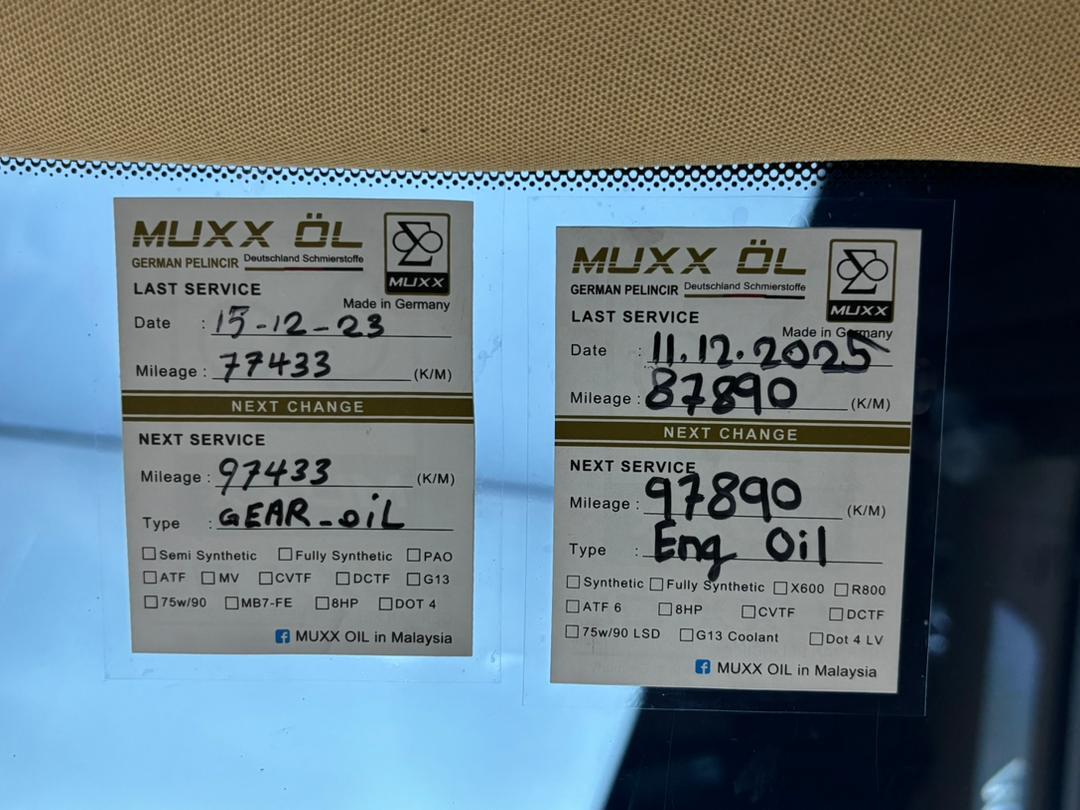 MUXX ÖL
GERMAN PELINCIR Deutschland Schmierstoffe
MUXX
LAST SERVICE
Made in Germany
Date : 15-12-23
Mileage : 77433 (K/M)
NEXT CHANGE
NEXT SERVICE
Mileage : 97433 (K/M)
Type : GEAR-OiL
Semi Synthetic Fully Synthetic PAO
ATF MV CVTF DCTF G13
75w/90 MB7-FE 8HP DOT 4
MUXX OIL in Malaysia
MUXX ÖL
GERMAN PELINCIR Deutschland Schmierstoffe
MUXX
LAST SERVICE
Made in Germany
Date : 11.12.2025
Mileage : 87890 (K/M)
NEXT CHANGE
NEXT SERVICE
Mileage : 97890 (K/M)
Type : Eng Oil
Synthetic Fully Synthetic X600 R800
ATF 6 8HP CVTF DCTF
75w/90 LSD G13 Coolant Dot 4 LV
MUXX OIL in Malaysia